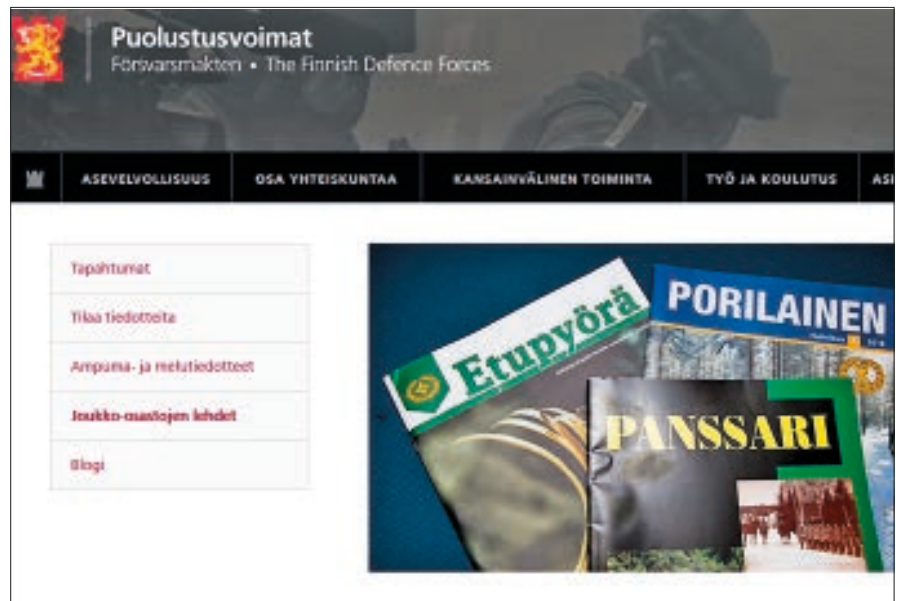 Puolustusvoimat
Försvarsmakten • The Finnish Defence Forces
ASEVELVOLLISUUS OSA YHTEISKUNTAA KANSAINVÄLINEN TOIMINTA TYÖ JA KOULUTUS
Tapahtumat
Tilaa tiedotteita
Ampuma- ja melutiedotteet
Joukko-osastojen lehdet
Blogi
Etupyörä
PORILAINEN
PANSSARI